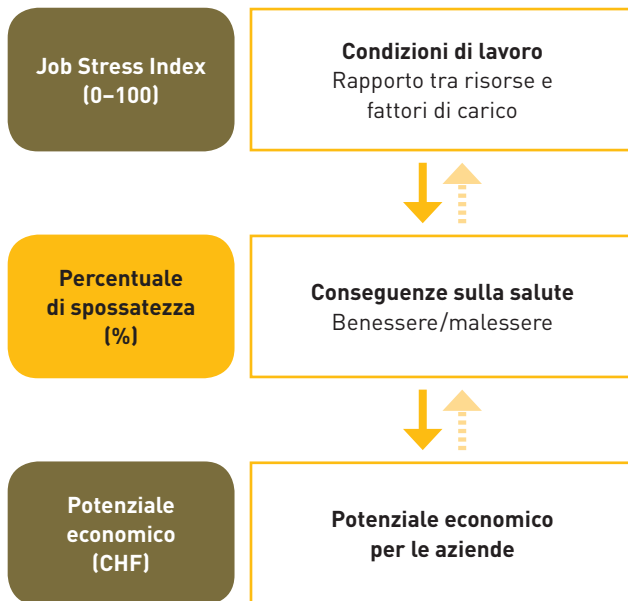 Job Stress Index
(0–100)
Condizioni di lavoro
Rapporto tra risorse e
fattori di carico
Percentuale
di spossatezza
(%)
Conseguenze sulla salute
Benessere/malessere
Potenziale
economico
(CHF)
Potenziale economico
per le aziende